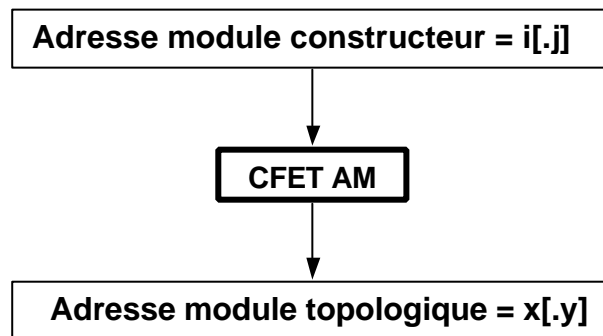 Adresse module constructeur = i[.j]
CFET AM
Adresse module topologique = x[.y]